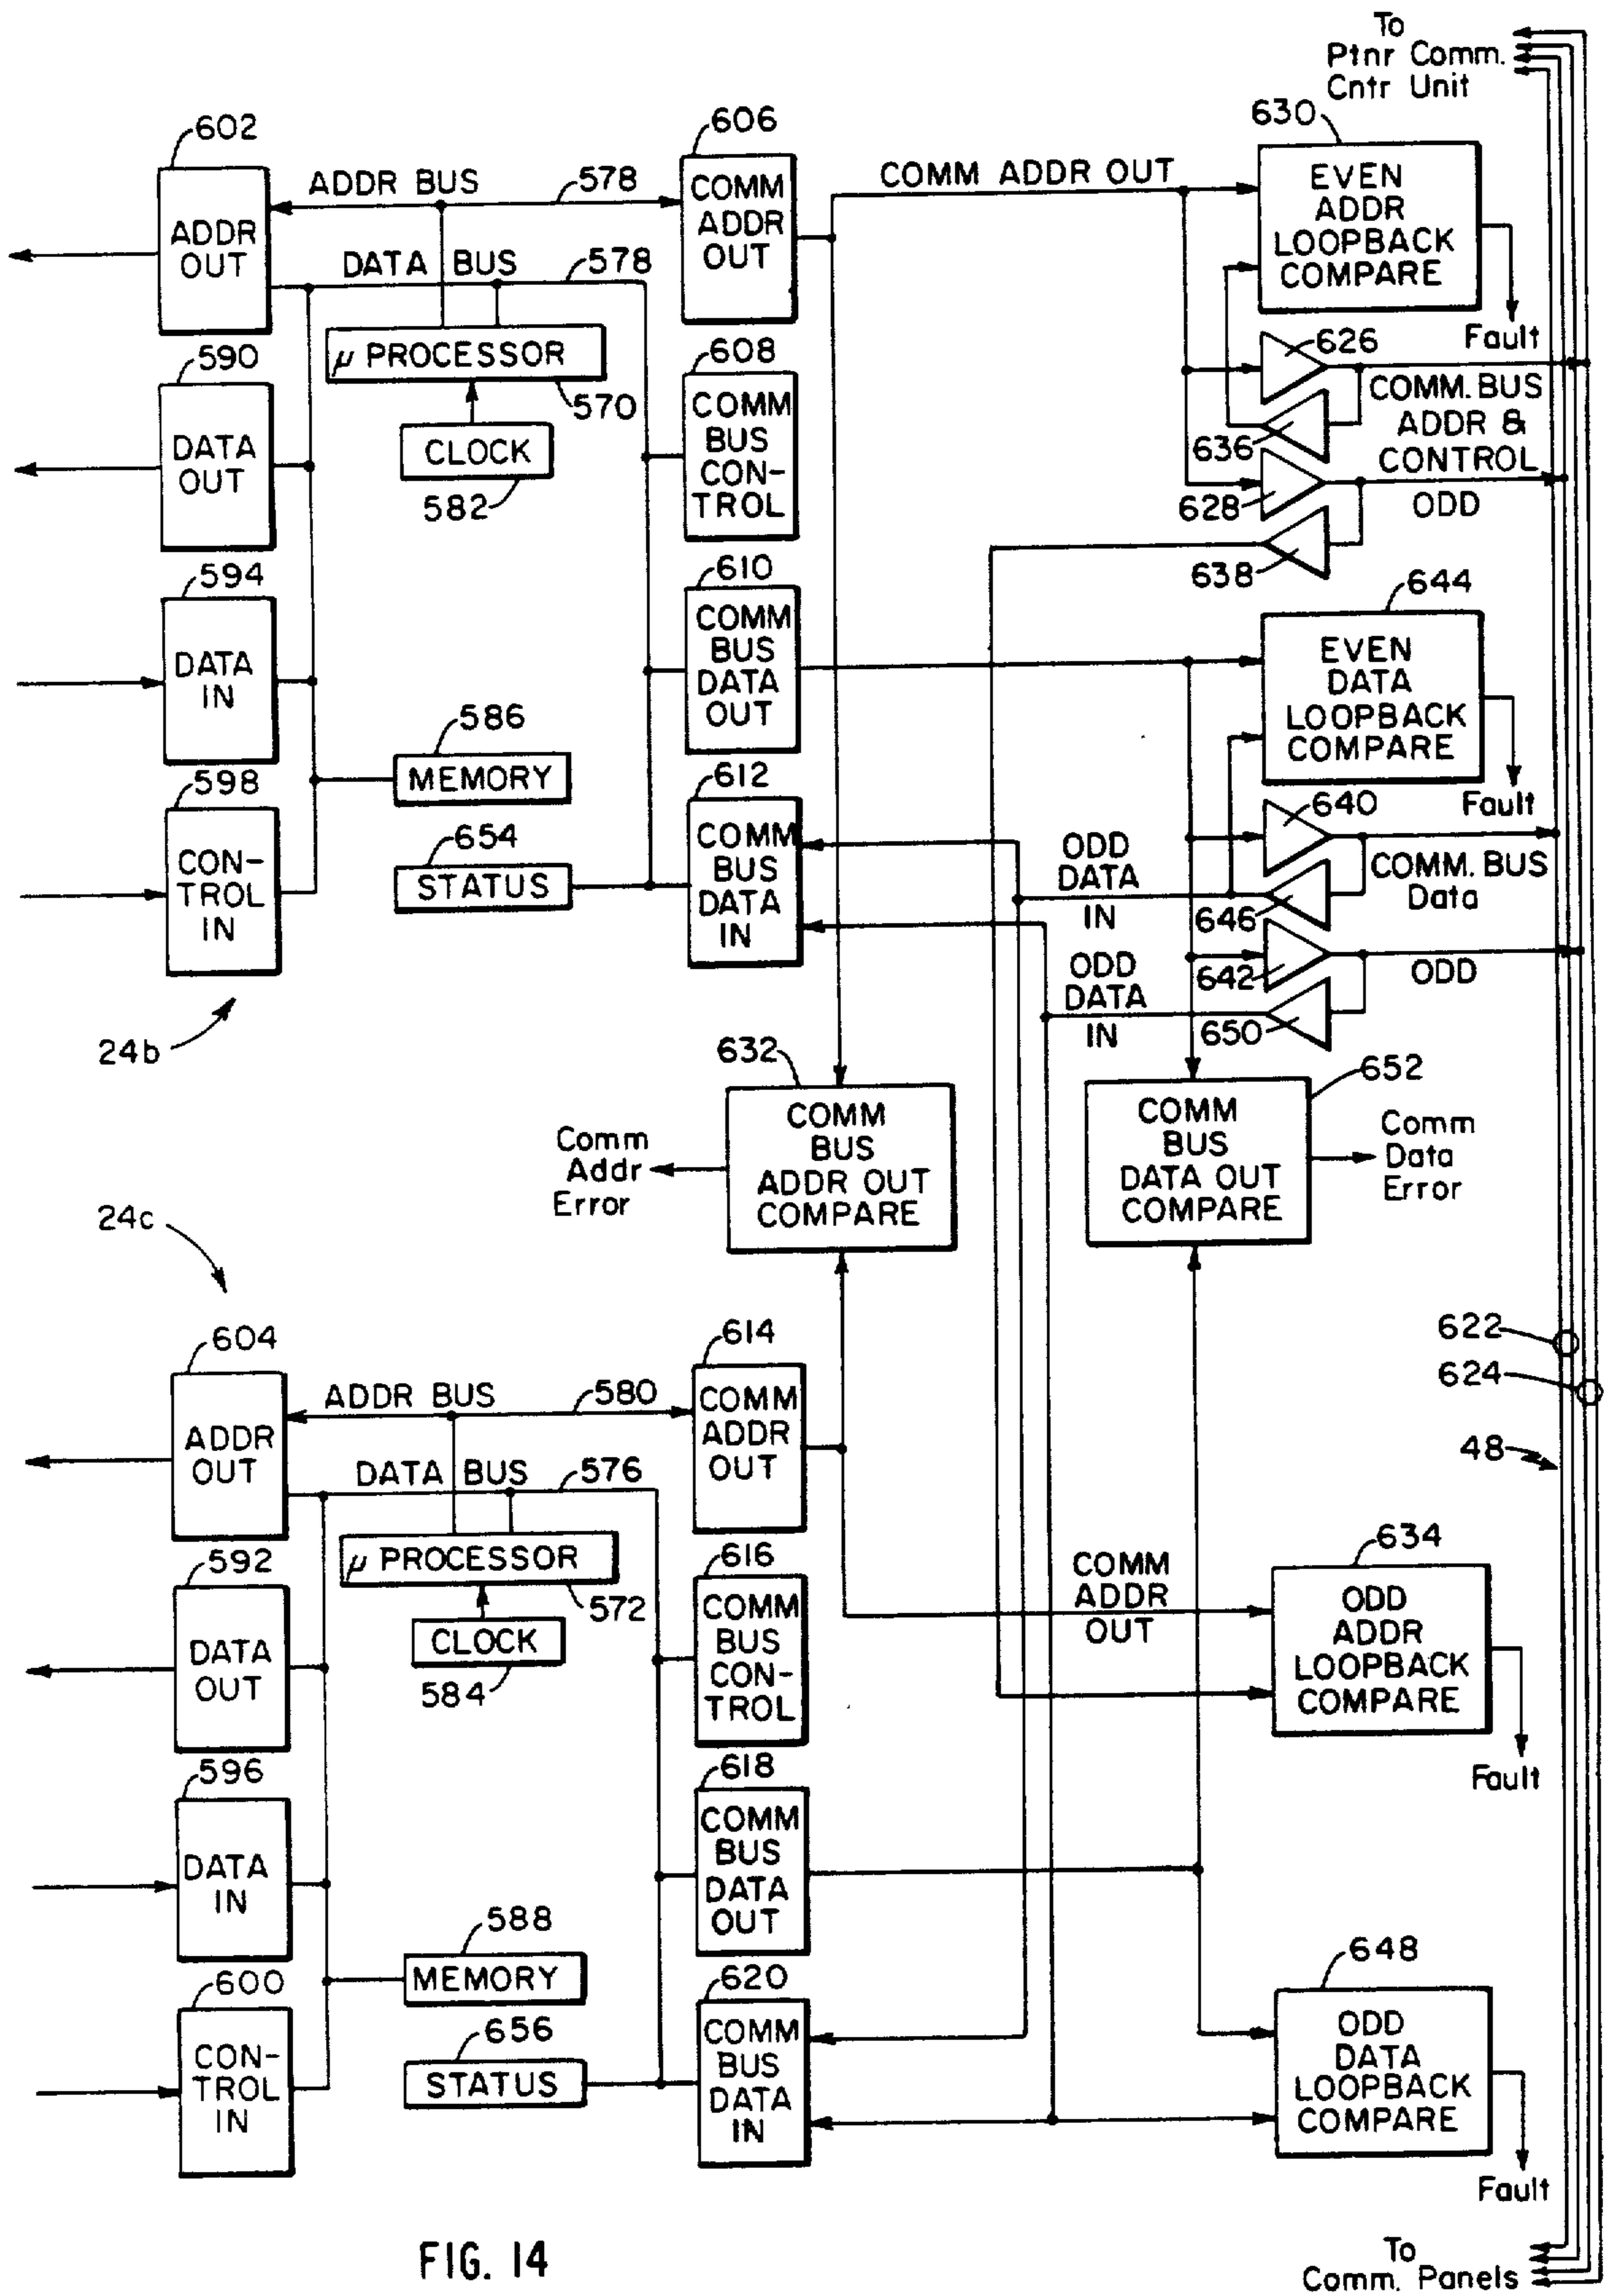 To
Ptnr Comm.
Cntr Unit
602
606
630
ADDR BUS
578
COMM ADDR OUT
ADDR
OUT
COMM
ADDR
OUT
EVEN
ADDR
LOOPBACK
COMPARE
DATA BUS
578
Fault
590
μ PROCESSOR
570
608
626
COMM. BUS
ADDR &
CONTROL
ODD
DATA
OUT
CLOCK
582
COMM
BUS
CON-
TROL
636
628
638
594
610
644
DATA
IN
COMM
BUS
DATA
OUT
EVEN
DATA
LOOPBACK
COMPARE
Fault
586
MEMORY
598
612
640
CON-
TROL
IN
654
STATUS
COMM
BUS
DATA
IN
ODD
DATA
IN
COMM. BUS
Data
646
642
ODD
ODD
DATA
IN
650
24b
632
652
COMM
BUS
ADDR OUT
COMPARE
Comm
Addr
Error
COMM
BUS
DATA OUT
COMPARE
Comm
Data
Error
24c
622
624
48
604
614
ADDR BUS
580
ADDR
OUT
COMM
ADDR
OUT
DATA BUS
576
592
μ PROCESSOR
572
616
634
DATA
OUT
CLOCK
584
COMM
BUS
CON-
TROL
COMM
ADDR
OUT
ODD
ADDR
LOOPBACK
COMPARE
Fault
596
618
DATA
IN
COMM
BUS
DATA
OUT
588
MEMORY
600
620
648
CON-
TROL
IN
656
STATUS
COMM
BUS
DATA
IN
ODD
DATA
LOOPBACK
COMPARE
Fault
FIG. 14
To
Comm. Panels